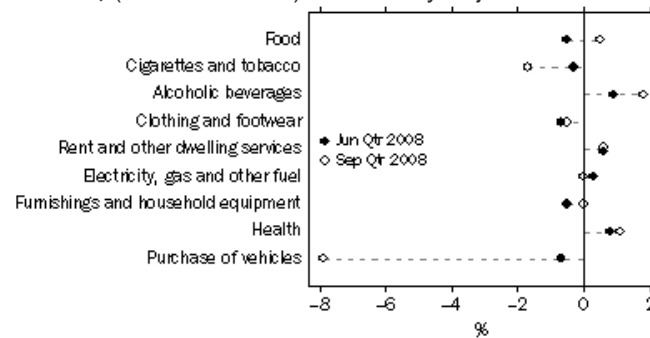 Food
Cigarettes and tobacco
Alcoholic beverages
Clothing and footwear
Rent and other dwelling services
Electricity, gas and other fuel
Furnishings and household equipment
Health
Purchase of vehicles
Jun Qtr 2008
Sep Qtr 2008
-8 -6 -4 -2 0 2
%